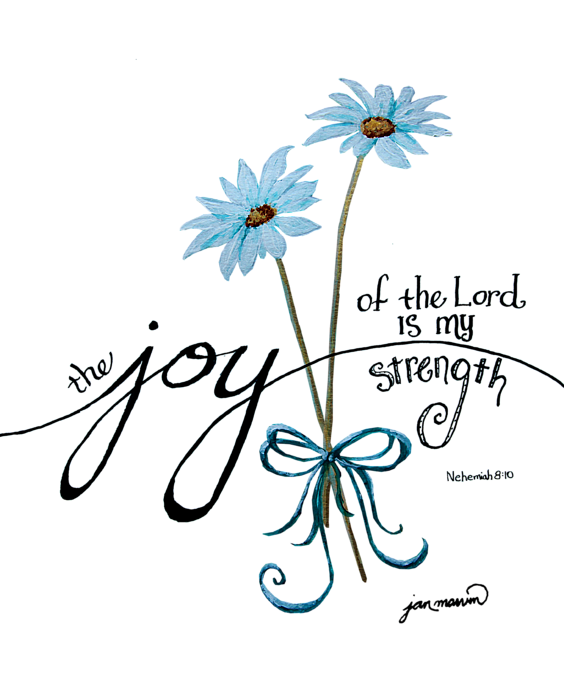 the joy
of the Lord
is my
strength
Nehemiah 8:10
jan marvin